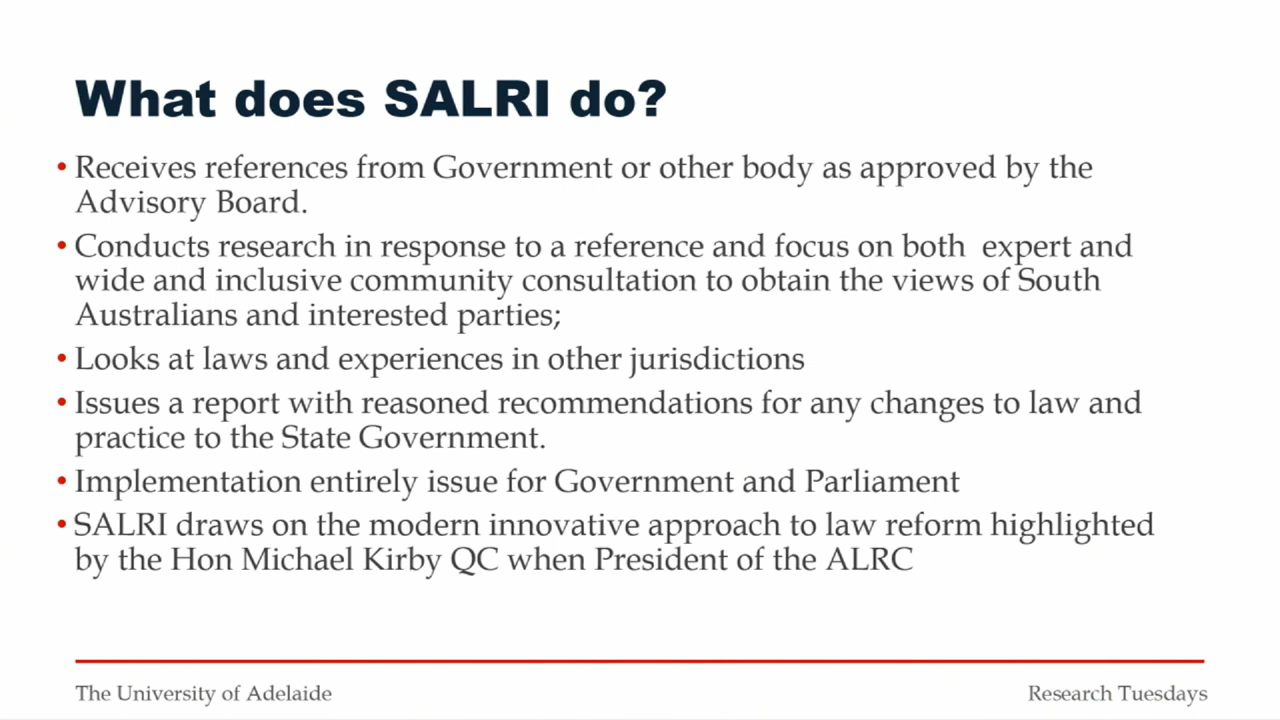 What does SALRI do?
• Receives references from Government or other body as approved by the
Advisory Board.
• Conducts research in response to a reference and focus on both  expert and
wide and inclusive community consultation to obtain the views of South
Australians and interested parties;
• Looks at laws and experiences in other jurisdictions
• Issues a report with reasoned recommendations for any changes to law and
practice to the State Government.
• Implementation entirely issue for Government and Parliament
• SALRI draws on the modern innovative approach to law reform highlighted
by the Hon Michael Kirby QC when President of the ALRC
The University of Adelaide
Research Tuesdays